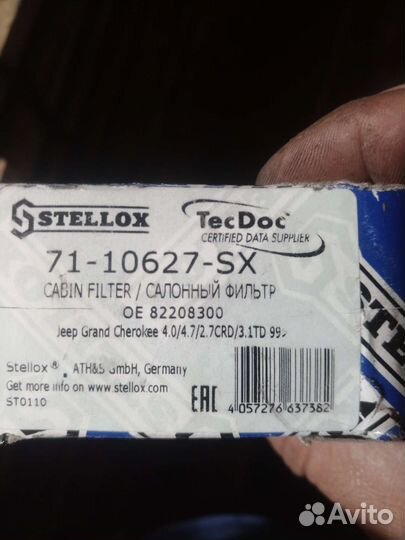 STELLOX
TecDoc
CERTIFIED DATA SUPPLIER
71-10627-SX
CABIN FILTER / САЛОННЫЙ ФИЛЬТР
OE 82208300
Jeep Grand Cherokee 4.0/4.7/2.7CRD/3.1TD 99>
Stellox® ATH&S GmbH, Germany
Get more info on www.stellox.com
ST0110
EAC
4 057276 637382
STE
Avito